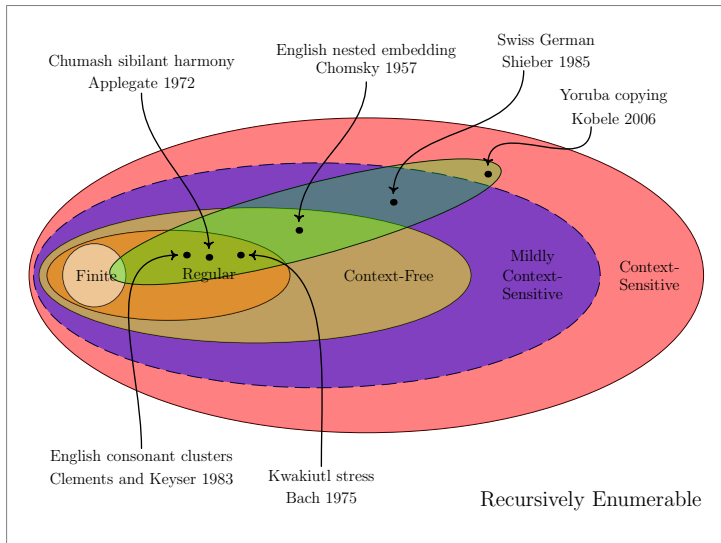 Swiss German
Shieber 1985
English nested embedding
Chomsky 1957
Chumash sibilant harmony
Applegate 1972
Yoruba copying
Kobele 2006
Finite
Regular
Context-Free
Mildly
Context-
Sensitive
Context-
Sensitive
English consonant clusters
Clements and Keyser 1983
Kwakiutl stress
Bach 1975
Recursively Enumerable